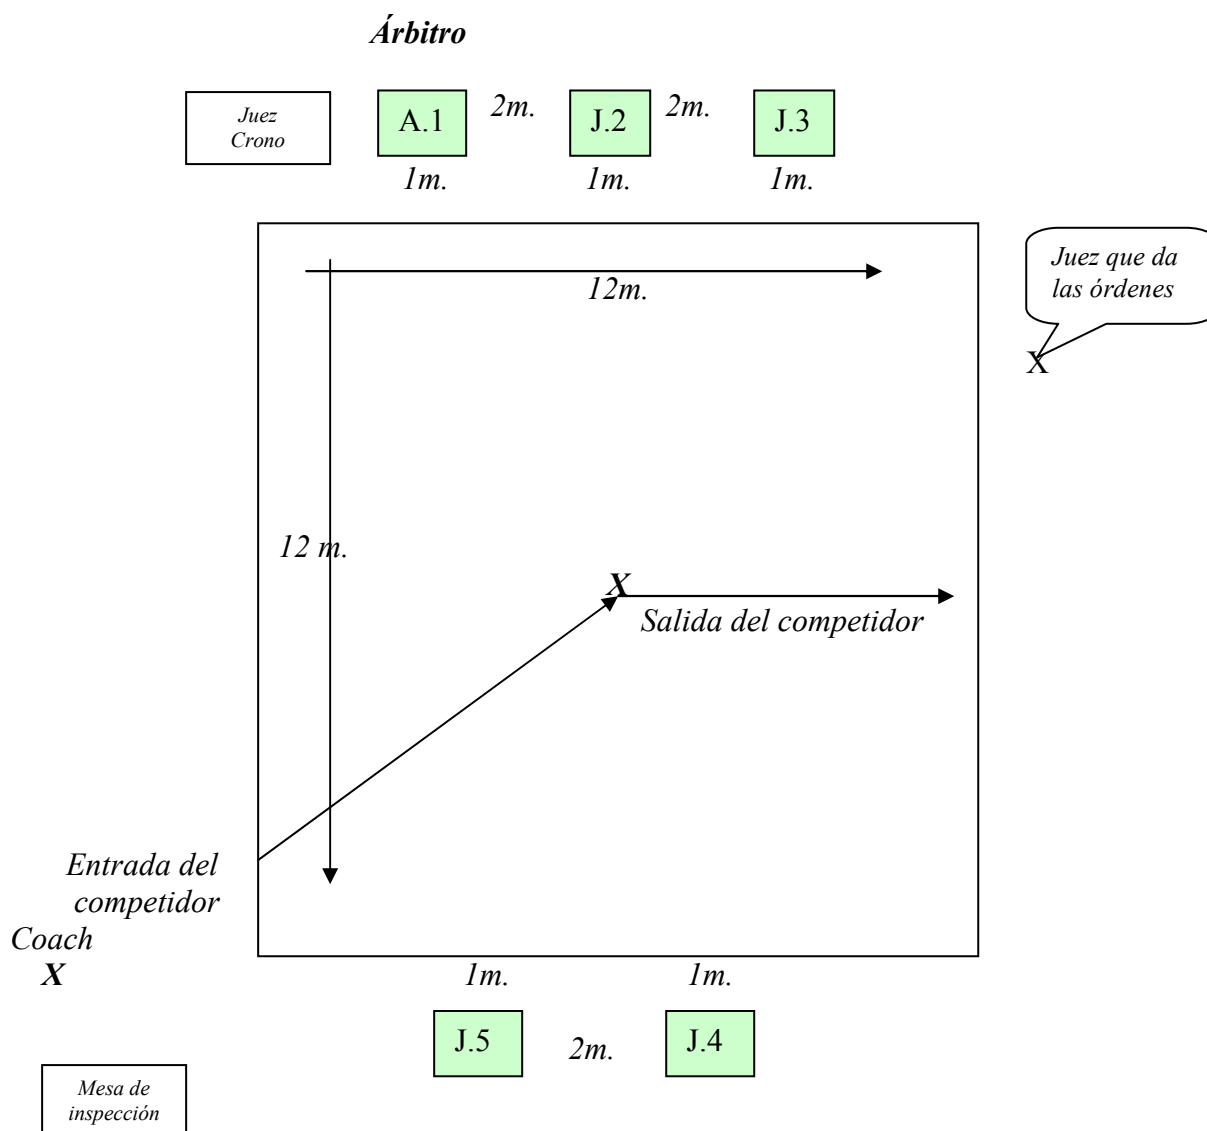 Árbitro
Juez
Crono
A.1
2m.
J.2
2m.
J.3
1m.
1m.
1m.
12m.
Juez que da
las órdenes
X
12 m.
X
Salida del competidor
Entrada del
competidor
Coach
X
1m.
1m.
J.5
2m.
J.4
Mesa de
inspección